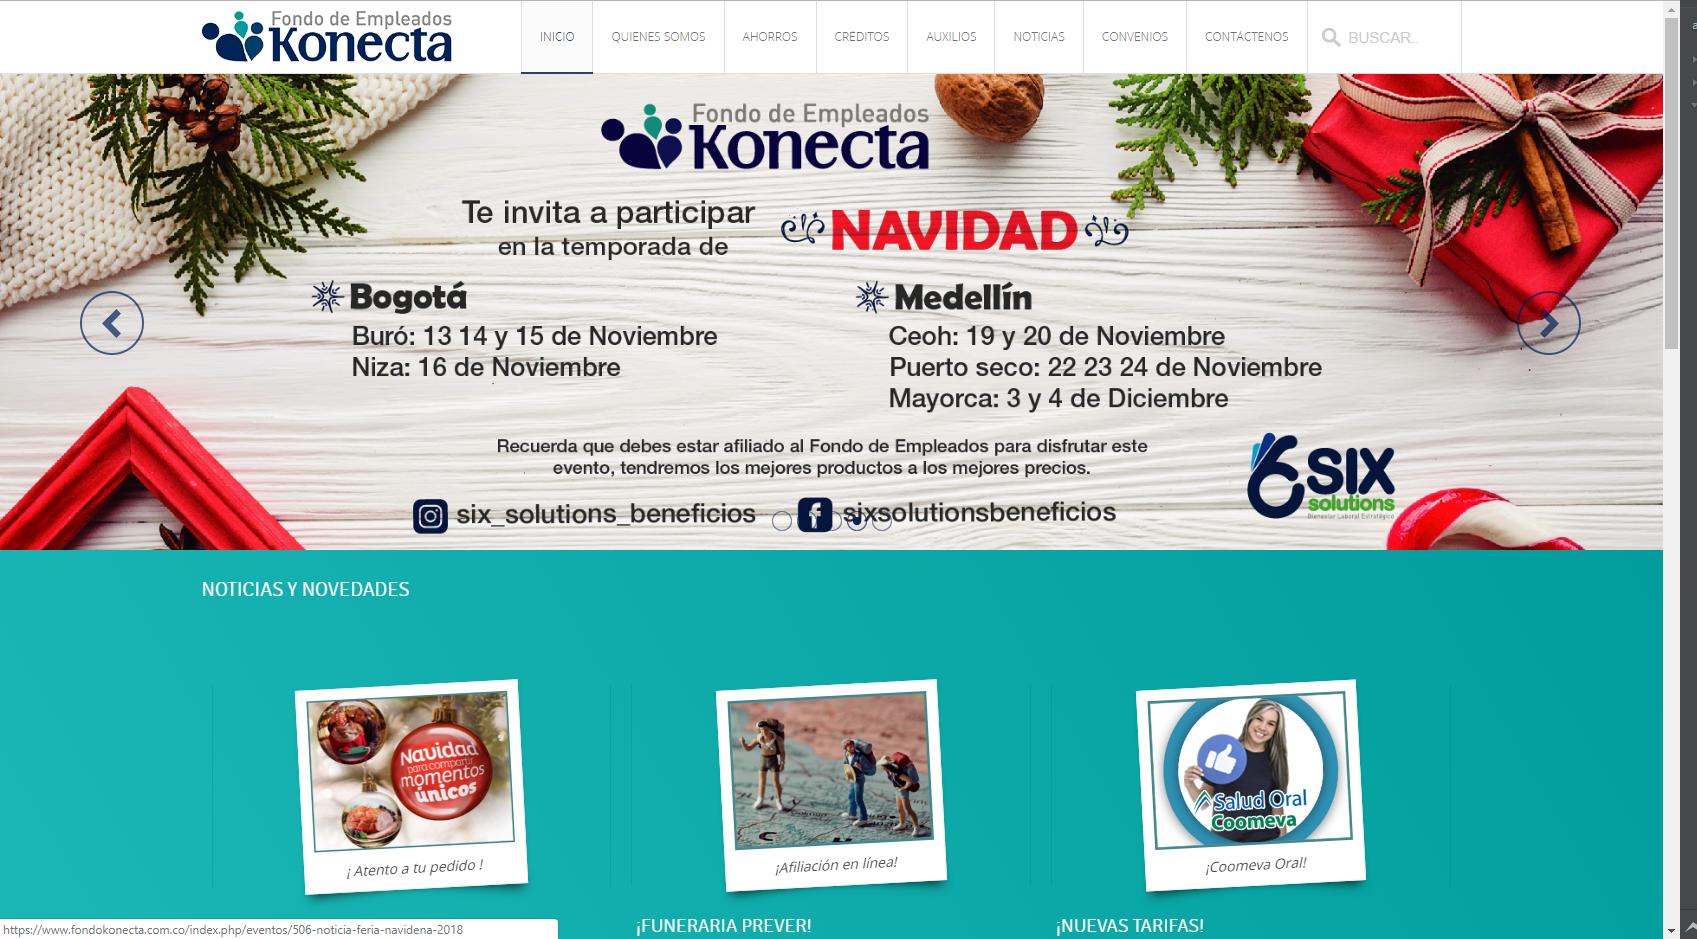 Fondo de Empleados
Konecta
INICIO
QUIENES SOMOS
AHORROS
CRÉDITOS
AUXILIOS
NOTICIAS
CONVENIOS
CONTÁCTENOS
BUSCAR..
Fondo de Empleados
Konecta
Te invita a participar
en la temporada de
NAVIDAD
Bogotá
Buró: 13 14 y 15 de Noviembre
Niza: 16 de Noviembre
Medellín
Ceoh: 19 y 20 de Noviembre
Puerto seco: 22 23 24 de Noviembre
Mayorca: 3 y 4 de Diciembre
Recuerda que debes estar afiliado al Fondo de Empleados para disfrutar este
evento, tendremos los mejores productos a los mejores precios.
six_solutions_beneficios
sixsolutionsbeneficios
SIX
solutions
Bienestar Laboral Estratégico
NOTICIAS Y NOVEDADES
Navidad
para compartir
momentos
únicos
¡ Atento a tu pedido !
¡Afiliación en línea!
Salud Oral
Coomeva
¡Coomeva Oral!
¡FUNERARIA PREVER!
¡NUEVAS TARIFAS!
https://www.fondokonecta.com.co/index.php/eventos/506-noticia-feria-navidena-2018